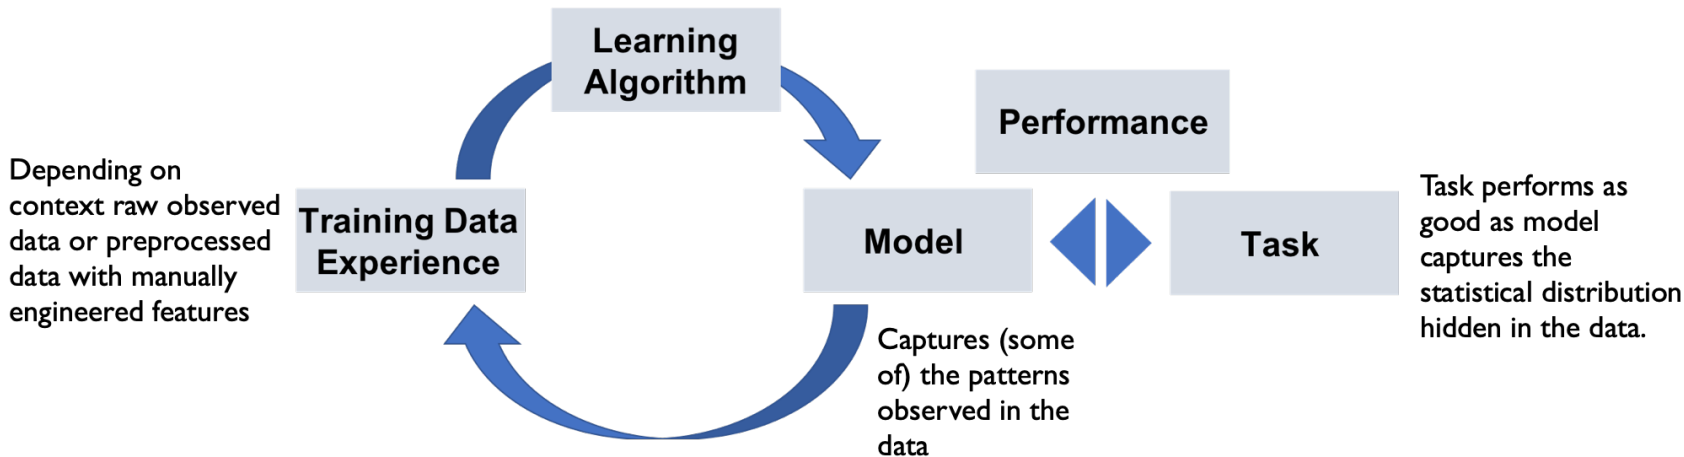 Learning
Algorithm
Performance
Depending on
context raw observed
data or preprocessed
data with manually
engineered features
Training Data
Experience
Model
Task
Task performs as
good as model
captures the
statistical distribution
hidden in the data.
Captures (some
of) the patterns
observed in the
data